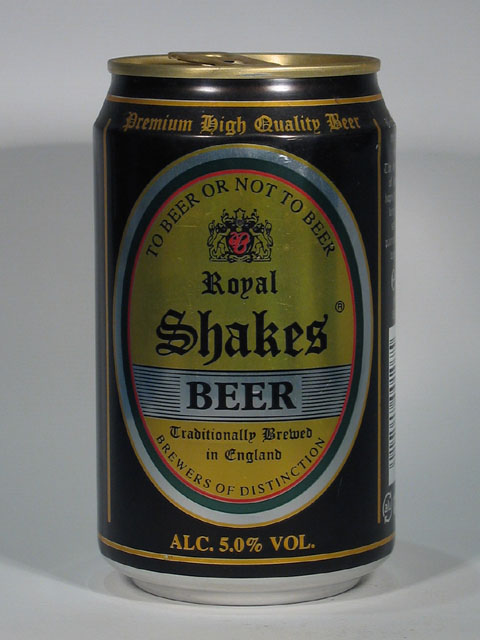 Premium High Quality Beer
TO BEER OR NOT TO BEER
Royal
Shakes®
BEER
Traditionally Brewed
in England
BREWERS OF DISTINCTION
ALC. 5.0% VOL.